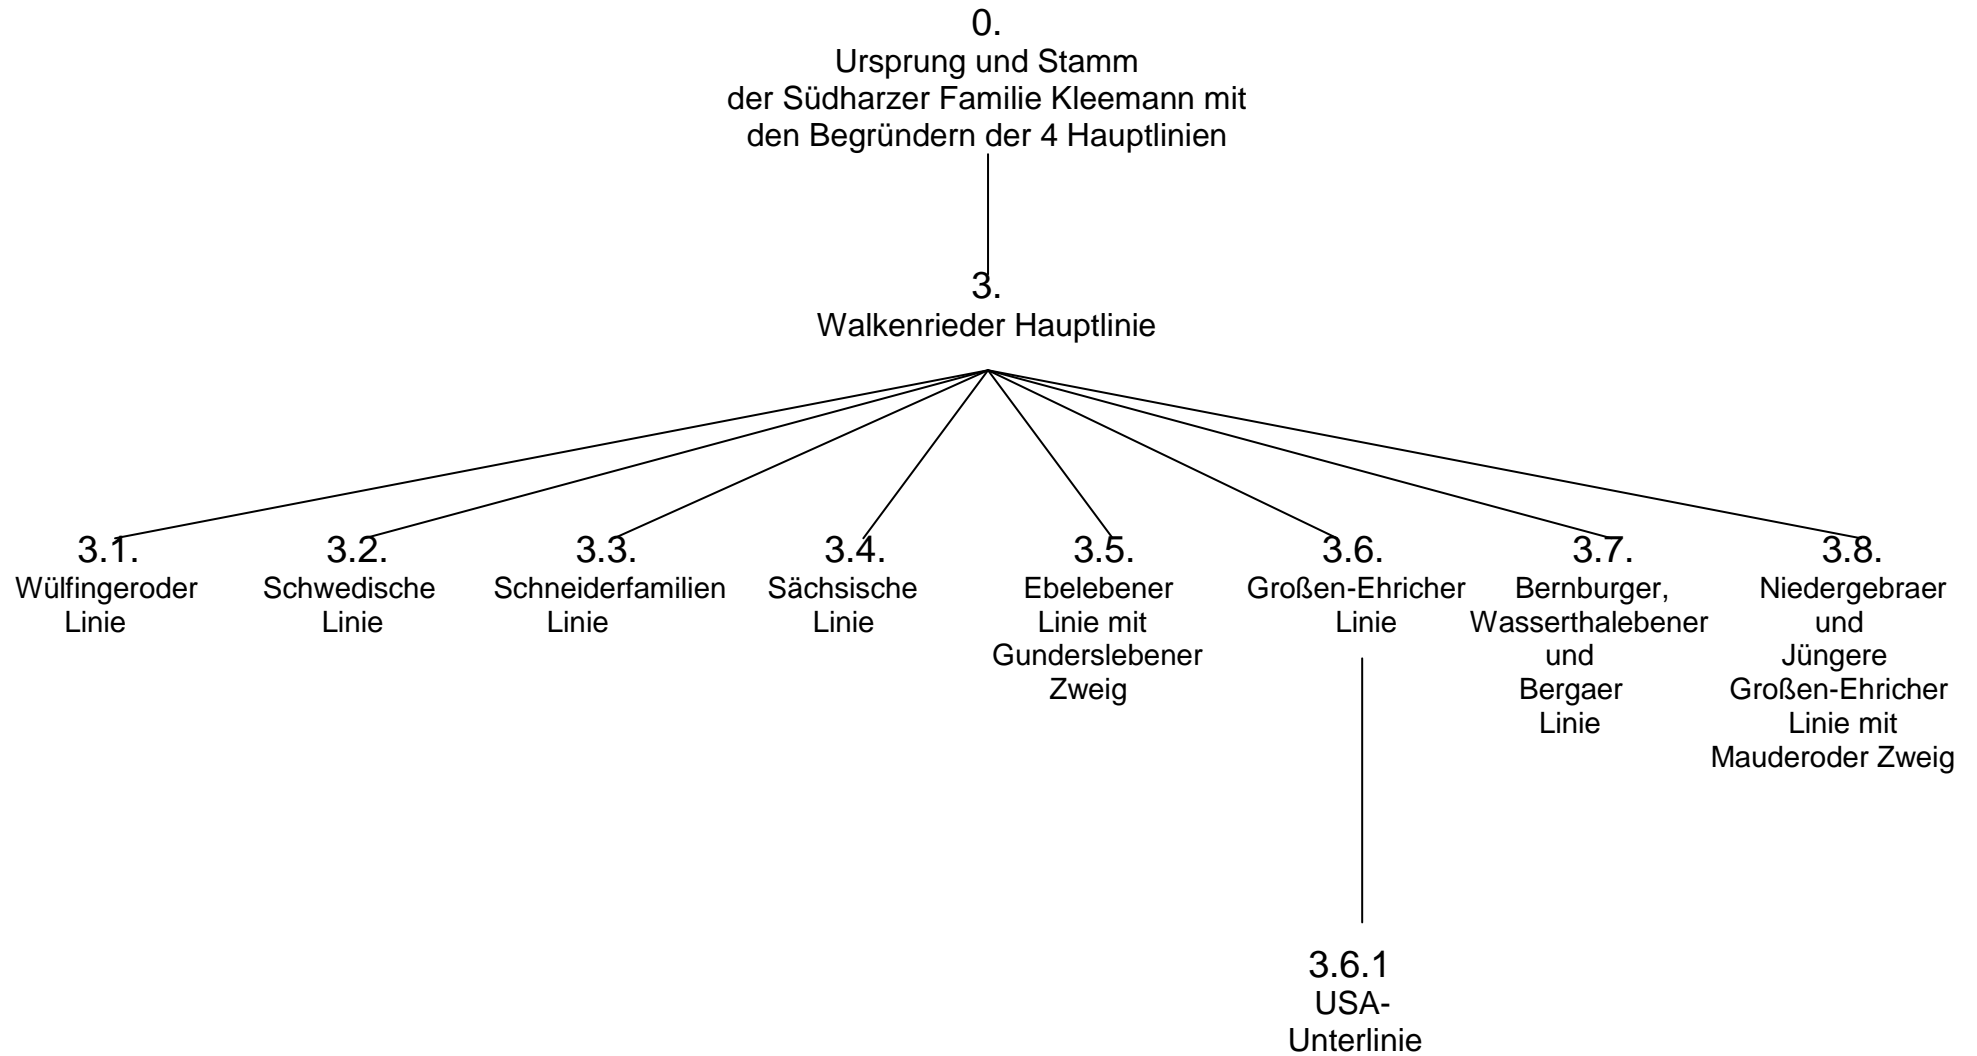 0.
Ursprung und Stamm
der Südharzer Familie Kleemann mit
den Begründern der 4 Hauptlinien
3.
Walkenrieder Hauptlinie
3.1.
Wülfingeroder
Linie
3.2.
Schwedische
Linie
3.3.
Schneiderfamilien
Linie
3.4.
Sächsische
Linie
3.5.
Ebelebener
Linie mit
Gunderslebener
Zweig
3.6.
Großen-Ehricher
Linie
3.7.
Bernburger,
Wasserthalebener
und
Bergaer
Linie
3.8.
Niedergebraer
und
Jüngere
Großen-Ehricher
Linie mit
Mauderoder Zweig
3.6.1
USA-
Unterlinie